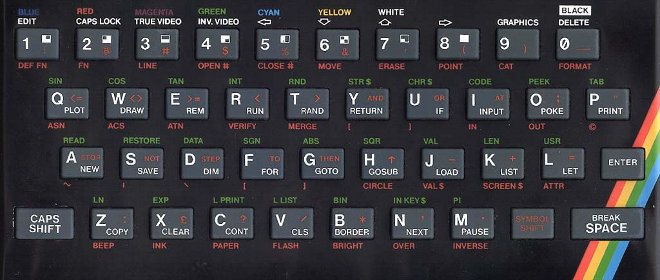 BLUE RED MAGENTA GREEN CYAN YELLOW WHITE BLACK
EDIT CAPS LOCK TRUE VIDEO INV. VIDEO ⇦ ⇩ ⇧ ⇨ GRAPHICS DELETE
1 ! 2 @ 3 # 4 $ 5 % 6 & 7 ' 8 ( 9 ) 0 _
DEF FN FN LINE OPEN # CLOSE # MOVE ERASE POINT CAT FORMAT
SIN COS TAN INT RND STR $ CHR $ CODE PEEK TAB
Q <= PLOT W <> DRAW E >= REM R < RUN T > RAND Y AND RETURN U OR IF I AT INPUT O ; POKE P " PRINT
ASN ACS ATN VERIFY MERGE [ ] IN OUT ©
READ RESTORE DATA SGN ABS SQR VAL LEN USR
A STOP NEW S NOT SAVE D STEP DIM F TO FOR G THEN GOTO H ↑ GOSUB J - LOAD K + LIST L = LET ENTER
~ | \ { } CIRCLE VAL $ SCREEN $ ATTR
LN EXP L PRINT L LIST BIN IN KEY $ PI
CAPS SHIFT Z : COPY X £ CLEAR C ? CONT V / CLS B * BORDER N , NEXT M . PAUSE SYMBOL SHIFT BREAK SPACE
BEEP INK PAPER FLASH BRIGHT OVER INVERSE